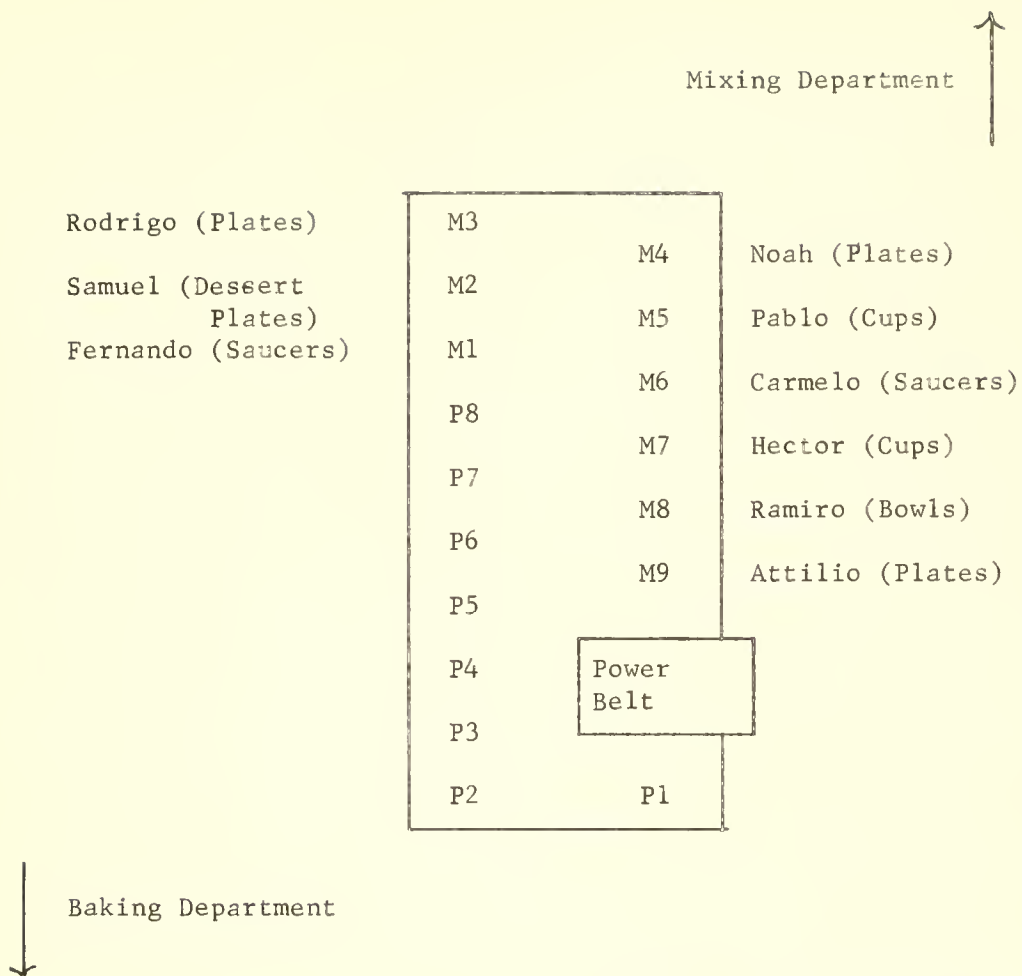 Mixing Department
Rodrigo (Plates) M3
M4 Noah (Plates)
Samuel (Dessert M2
Plates) M5 Pablo (Cups)
Fernando (Saucers) M1
M6 Carmelo (Saucers)
P8
M7 Hector (Cups)
P7
M8 Ramiro (Bowls)
P6
M9 Attilio (Plates)
P5
P4 Power
Belt
P3
P2 P1
Baking Department